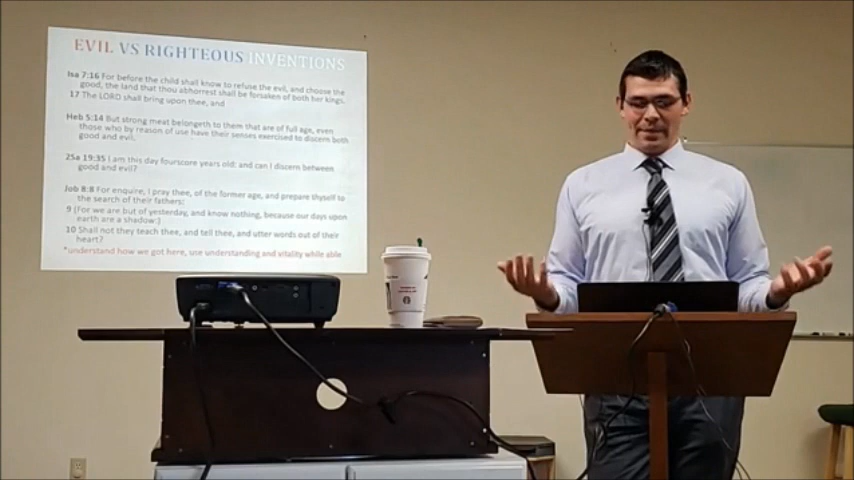 EVIL VS RIGHTEOUS INVENTIONS
Isa 7:16 For before the child shall know to refuse the evil, and choose the
good, the land that thou abhorrest shall be forsaken of both her kings.
17 The LORD shall bring upon thee, and
Heb 5:14 But strong meat belongeth to them that are of full age, even
those who by reason of use have their senses exercised to discern both
good and evil.
2Sa 19:35 I am this day fourscore years old: and can I discern between
good and evil?
Job 8:8 For enquire, I pray thee, of the former age, and prepare thyself to
the search of their fathers:
9 (For we are but of yesterday, and know nothing, because our days upon
earth are a shadow:)
10 Shall not they teach thee, and tell thee, and utter words out of their
heart?
*understand how we got here, use understanding and vitality while able